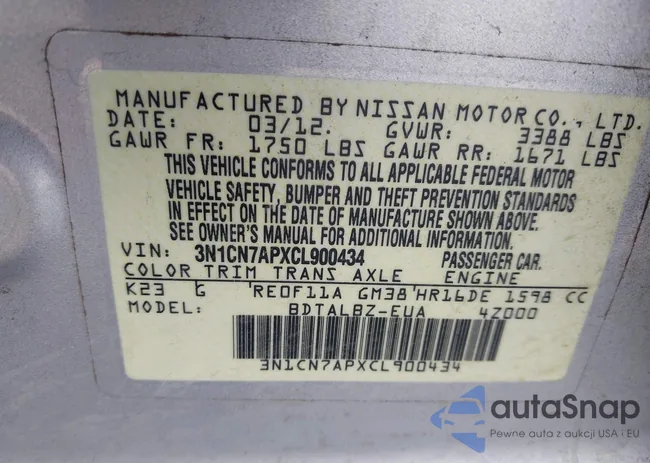 MANUFACTURED BY NISSAN MOTOR CO., LTD.
DATE: 03/12. GVWR: 3388 LBS
GAWR FR: 1750 LBS GAWR RR: 1671 LBS
THIS VEHICLE CONFORMS TO ALL APPLICABLE FEDERAL MOTOR
VEHICLE SAFETY, BUMPER AND THEFT PREVENTION STANDARDS
IN EFFECT ON THE DATE OF MANUFACTURE SHOWN ABOVE.
SEE OWNER'S MANUAL FOR ADDITIONAL INFORMATION.
VIN: 3N1CN7APXCL900434 PASSENGER CAR.
COLOR TRIM TRANS AXLE ENGINE
K23 G RE0F11A GM38 HR16DE 1598 CC
MODEL: BDTALBZ-EUA 4Z000
3N1CN7APXCL900434
autaSnap
Pewne auta z aukcji USA i EU